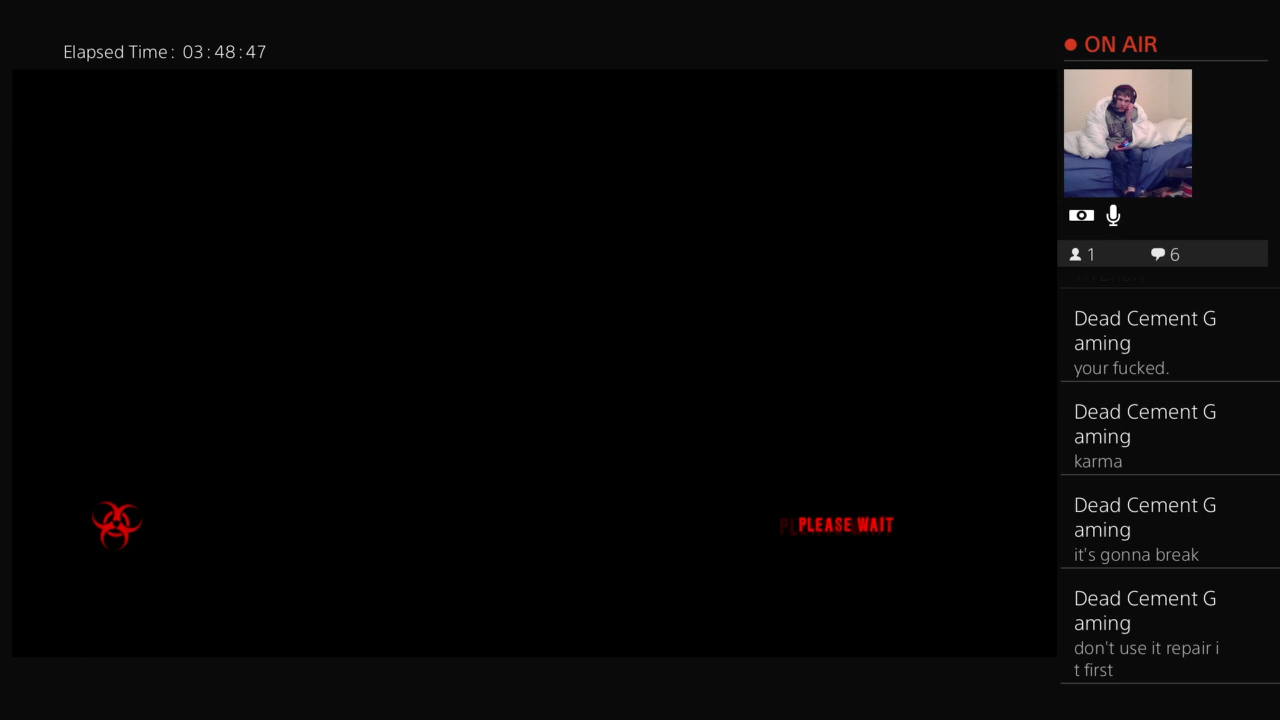 Elapsed Time: 03:48:47
ON AIR
1 6
Dead Cement G
aming
your fucked.
Dead Cement G
aming
karma
Dead Cement G
aming
it's gonna break
PLEASE WAIT
Dead Cement G
aming
don't use it repair i
t first